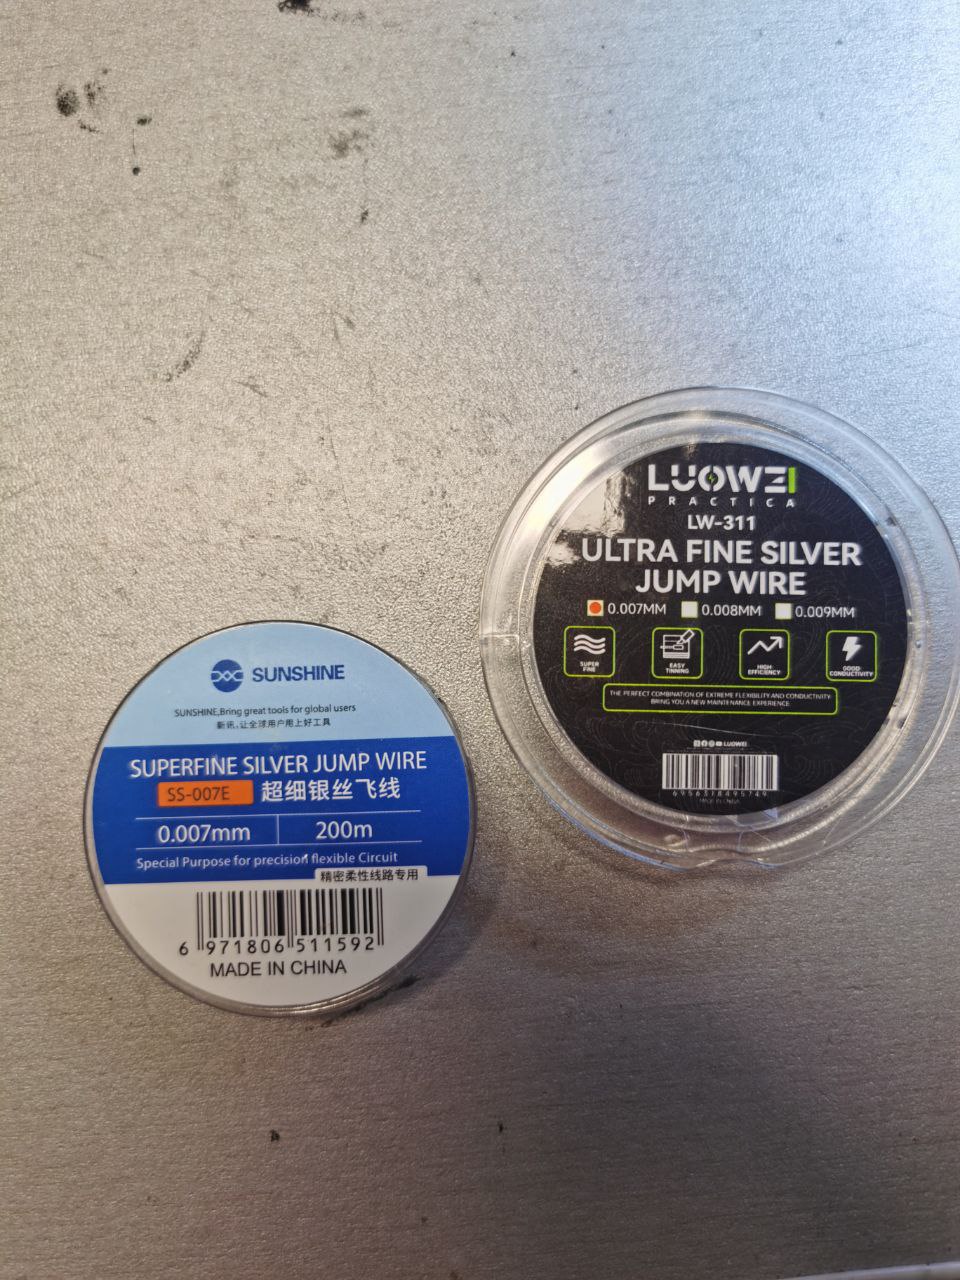 SUNSHINE
SUNSHINE,Bring great tools for global users
新讯,让全球用户用上好工具
SUPERFINE SILVER JUMP WIRE
SS-007E 超细银丝飞线
0.007mm 200m
Special Purpose for precision flexible Circuit
精密柔性线路专用
6 971806 511592
MADE IN CHINA
LUOWEI
PRACTICA
LW-311
ULTRA FINE SILVER
JUMP WIRE
0.007MM 0.008MM 0.009MM
SUPER FINE
EASY TINNING
HIGH EFFICIENCY
GOOD CONDUCTIVITY
THE PERFECT COMBINATION OF EXTREME FLEXIBILITY AND CONDUCTIVITY
BRING YOU A NEW MAINTENANCE EXPERIENCE
LUOWEI
6956378495749
MADE IN CHINA